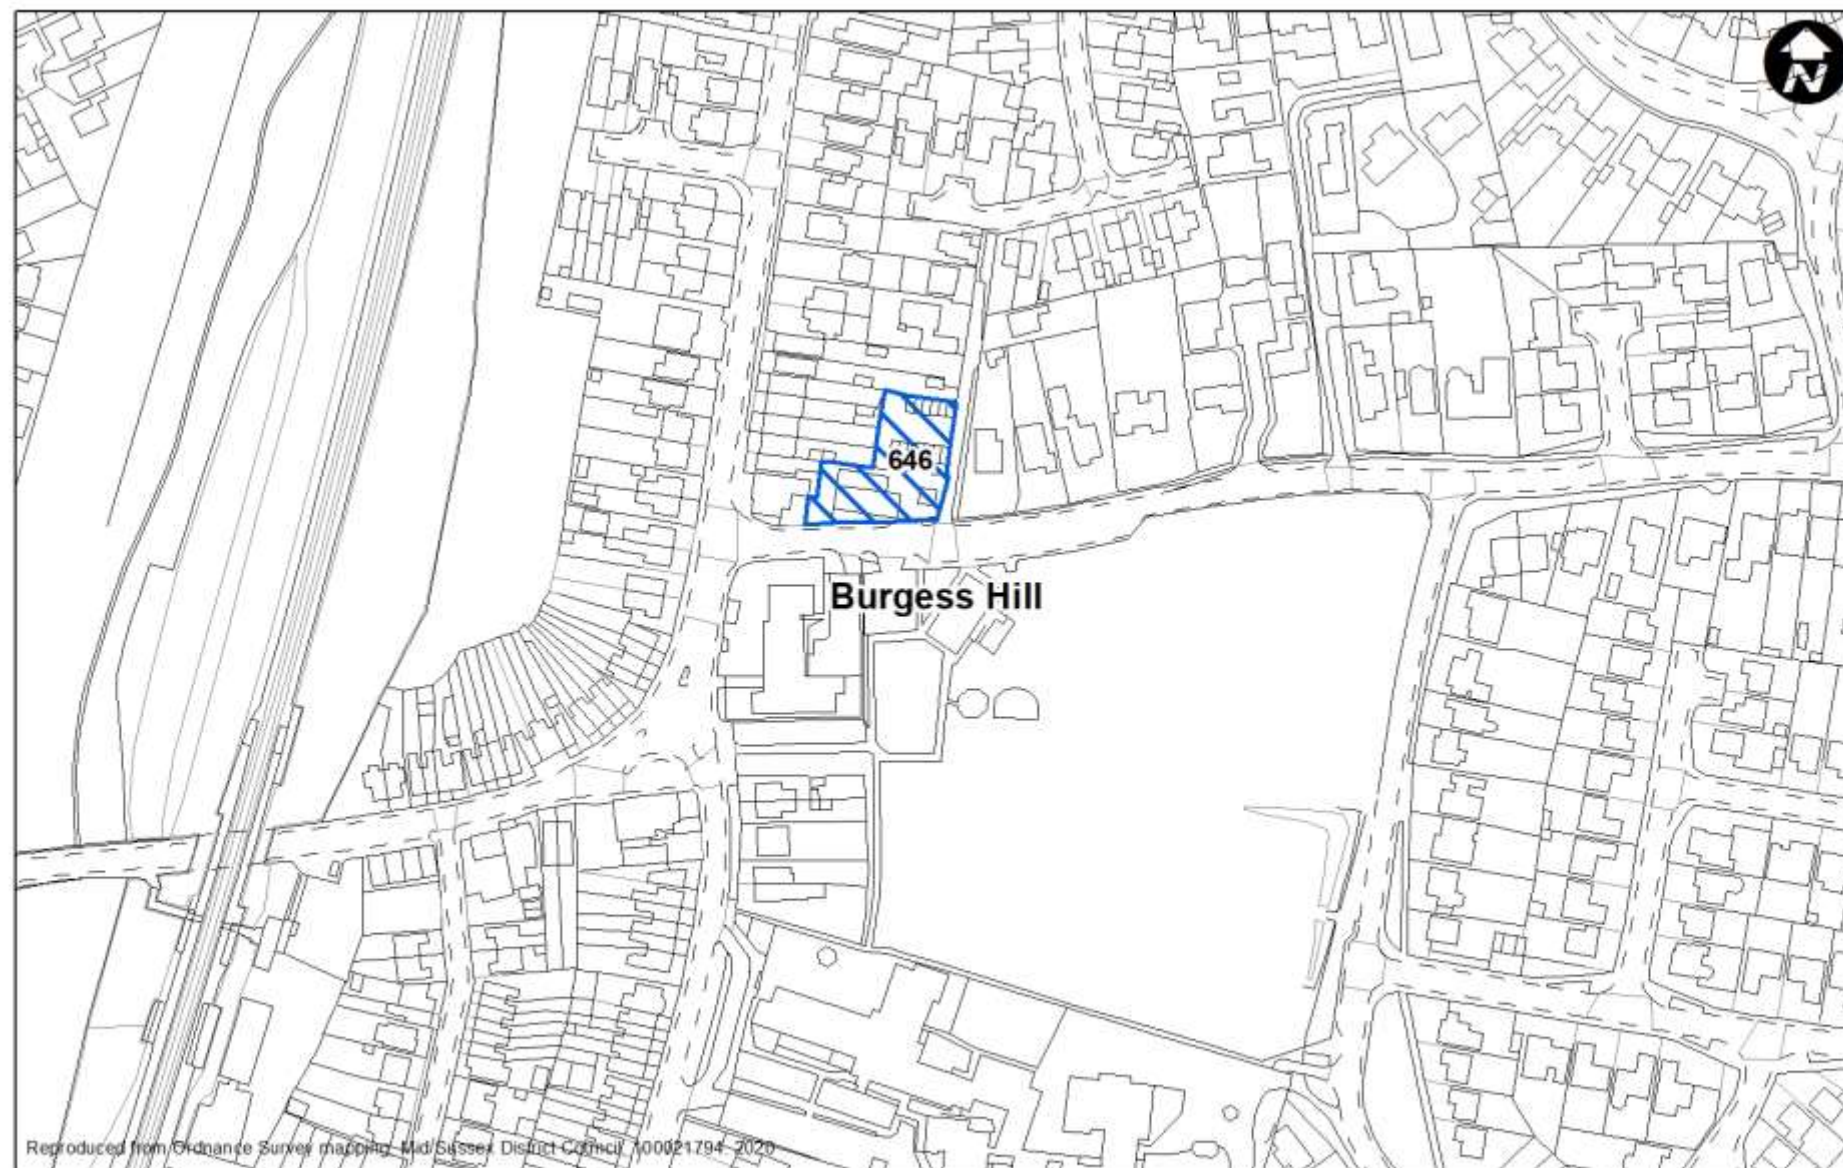 N
646
Burgess Hill
Reproduced from Ordnance Survey mapping Mid Sussex District Council 100021794 2020